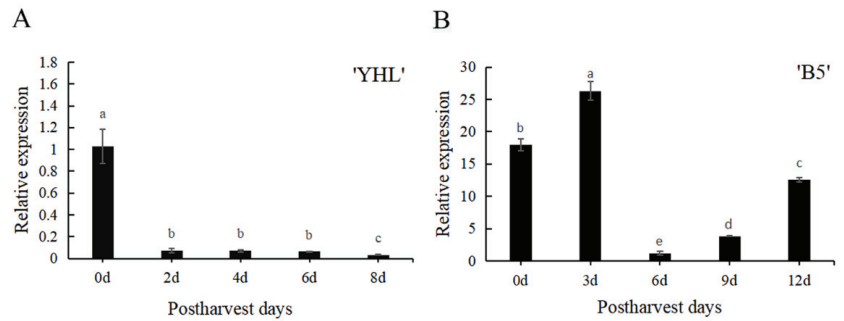 A
'YHL'
Relative expression
1.8
1.6
1.4
1.2
1
0.8
0.6
0.4
0.2
0
a
b
b
b
c
0d 2d 4d 6d 8d
Postharvest days
B
'B5'
Relative expression
30
25
20
15
10
5
0
b
a
e
d
c
0d 3d 6d 9d 12d
Postharvest days